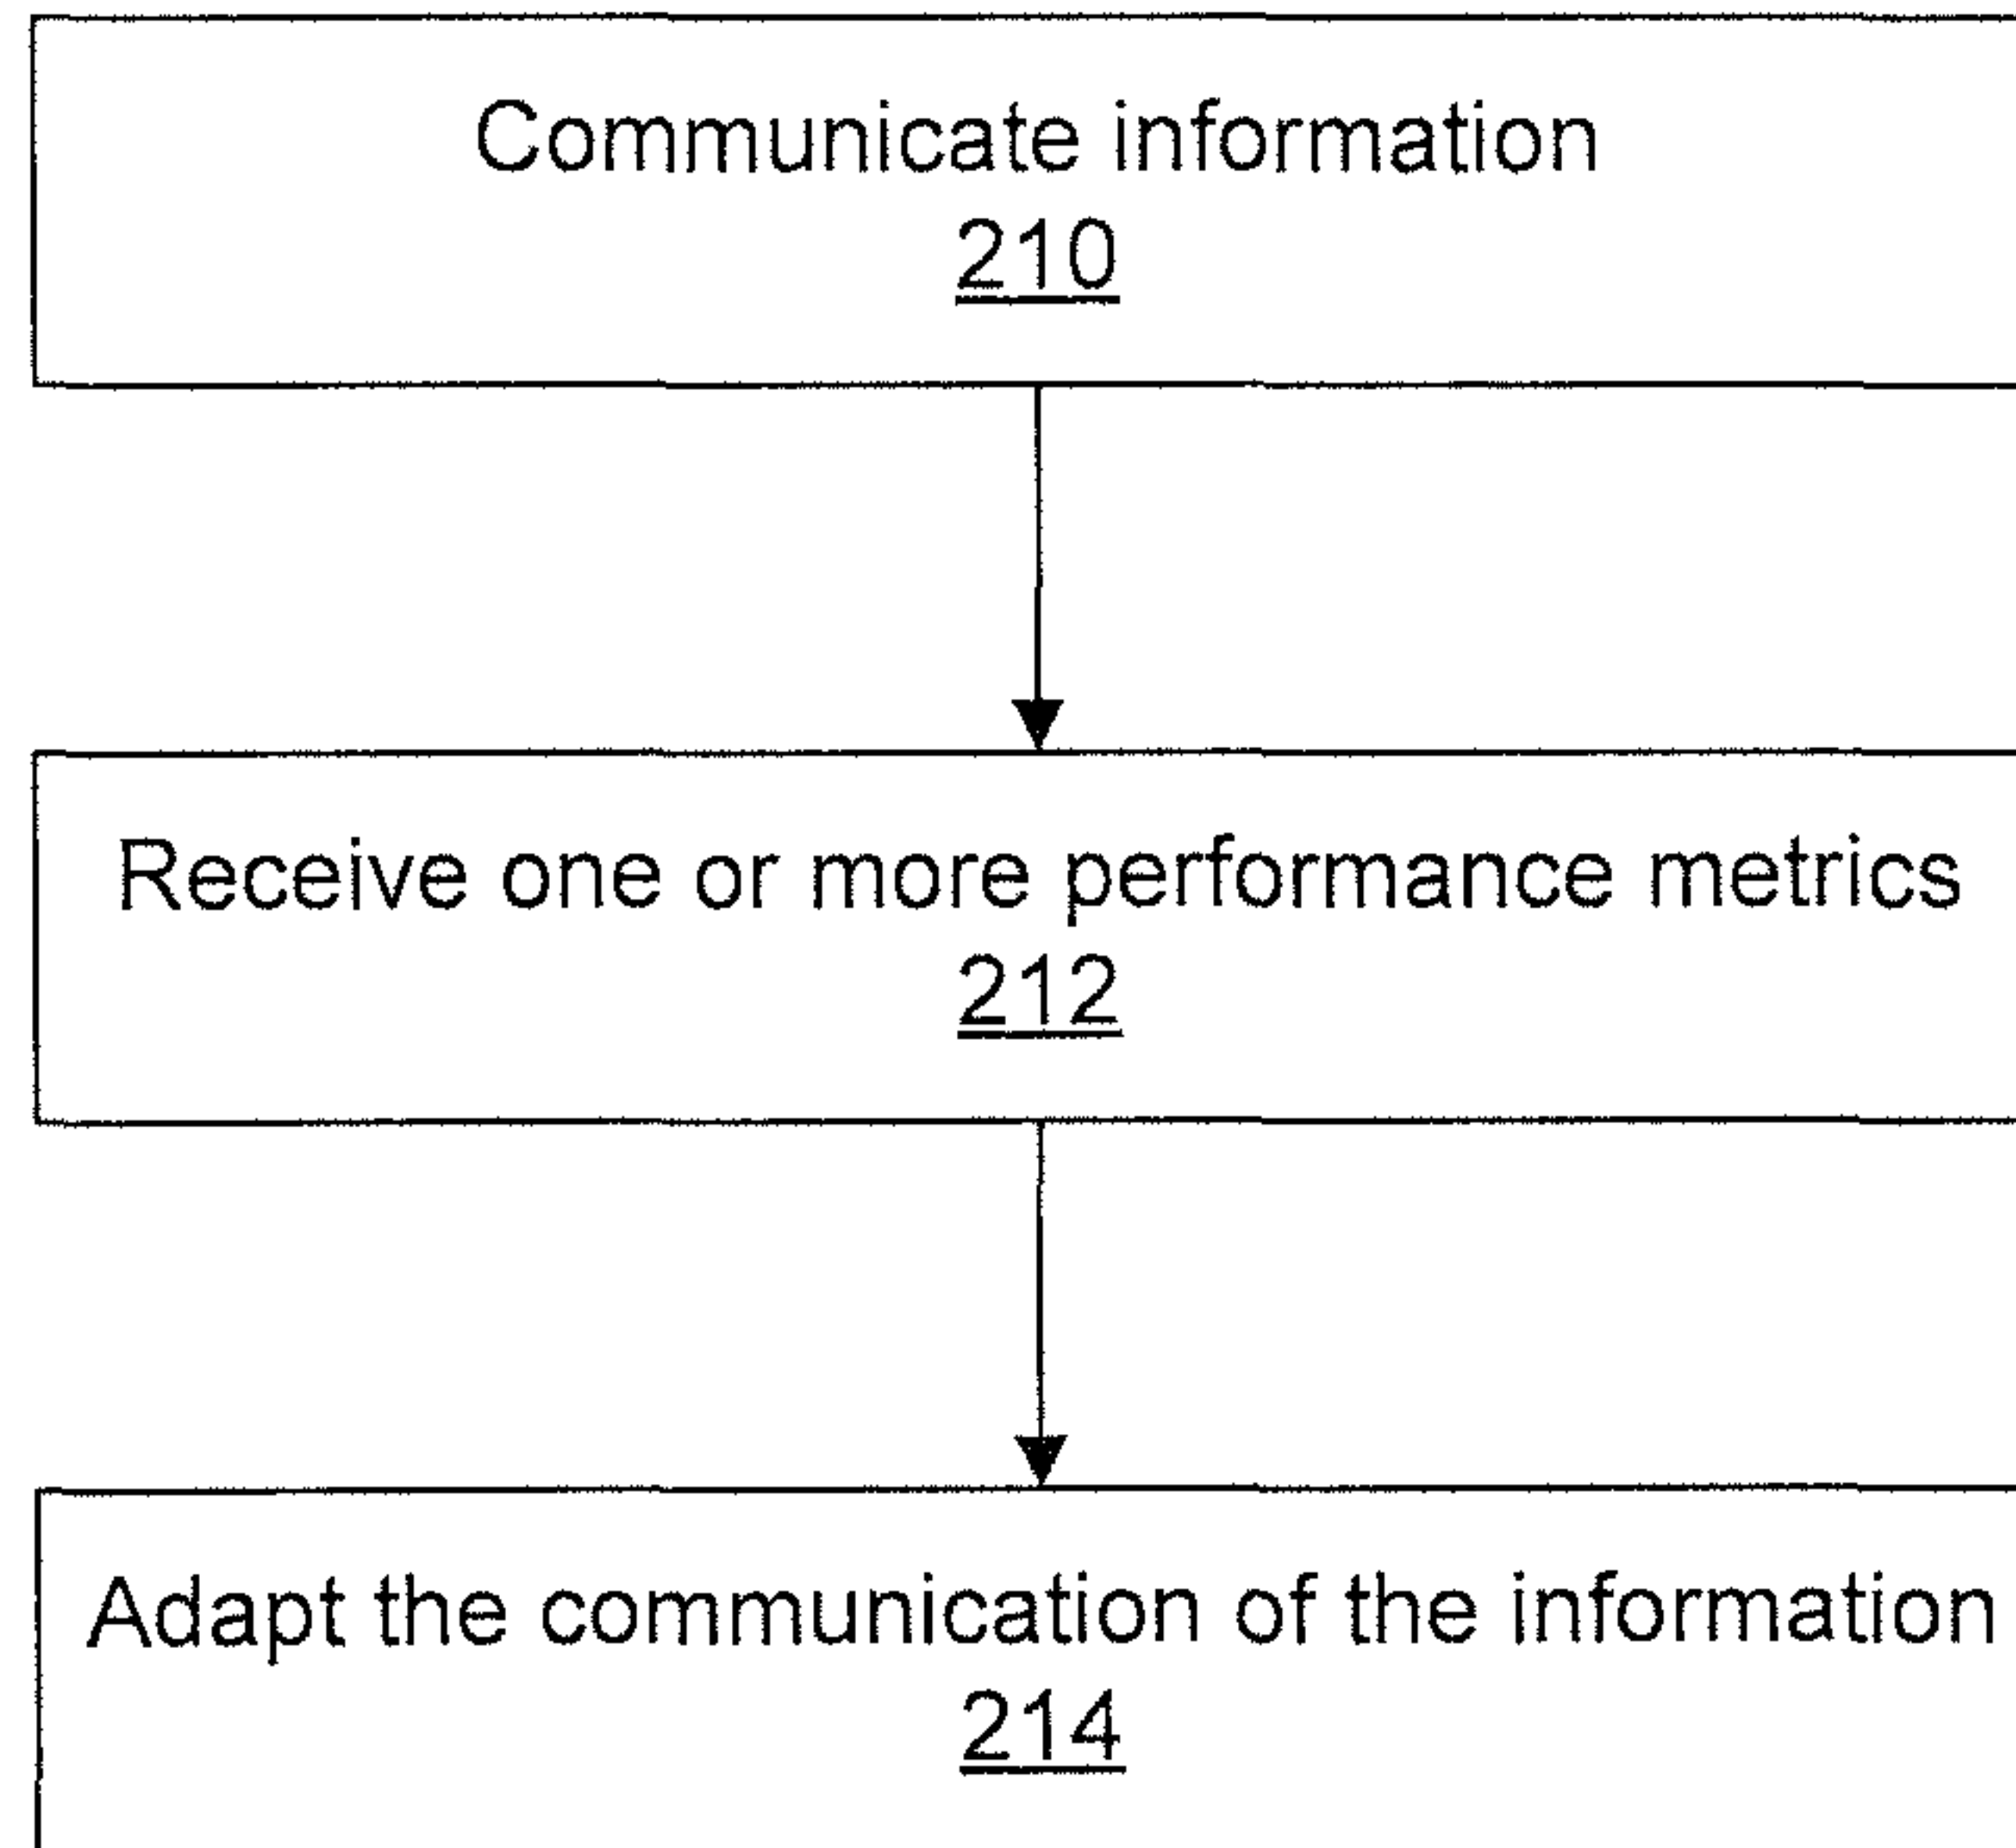 Communicate information
210
Receive one or more performance metrics
212
Adapt the communication of the information
214